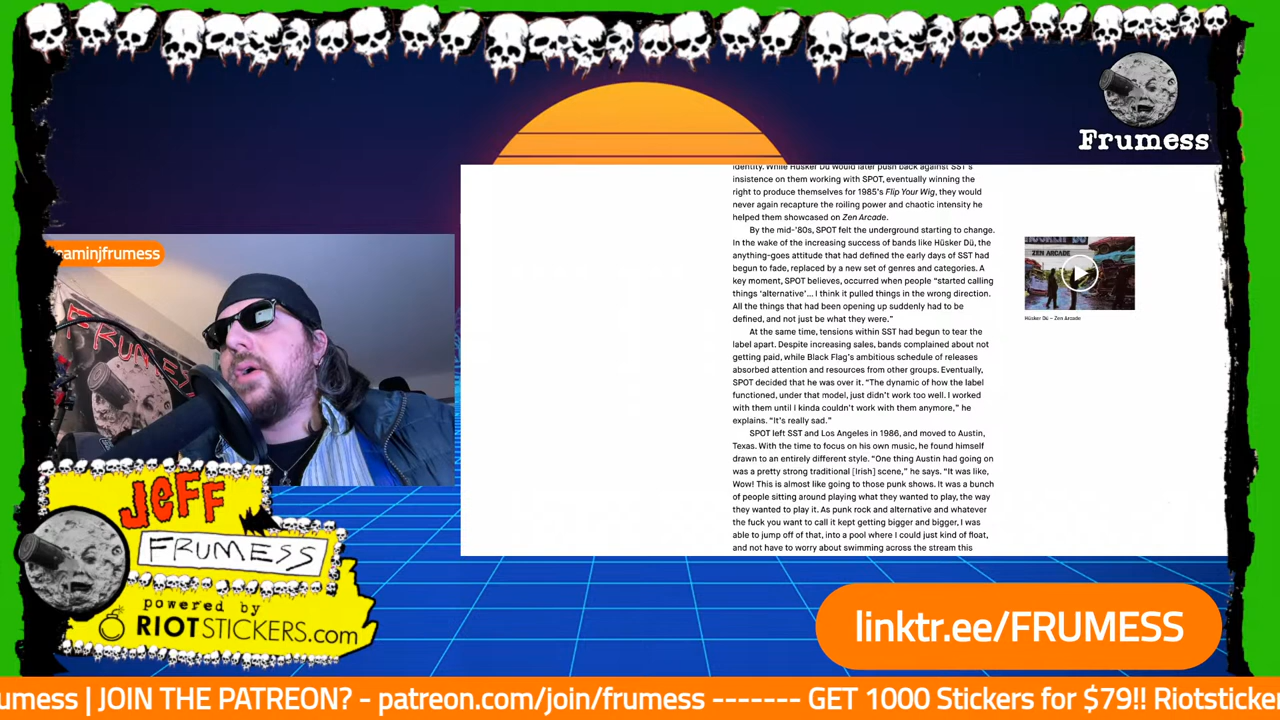 Frumess
aminjfrumess
identity. While Hüsker Dü would later push back against SST's
insistence on them working with SPOT, eventually winning the
right to produce themselves for 1985's Flip Your Wig, they would
never again recapture the roiling power and chaotic intensity he
helped them showcased on Zen Arcade.
By the mid-'80s, SPOT felt the underground starting to change.
In the wake of the increasing success of bands like Hüsker Dü, the
anything-goes attitude that had defined the early days of SST had
begun to fade, replaced by a new set of genres and categories. A
key moment, SPOT believes, occurred when people “started calling
things ‘alternative’... I think it pulled things in the wrong direction.
All the things that had been opening up suddenly had to be
defined, and not just be what they were.”
At the same time, tensions within SST had begun to tear the
label apart. Despite increasing sales, bands complained about not
getting paid, while Black Flag's ambitious schedule of releases
absorbed attention and resources from other groups. Eventually,
SPOT decided that he was over it. “The dynamic of how the label
functioned, under that model, just didn't work too well. I worked
with them until I kinda couldn't work with them anymore,” he
explains. “It's really sad.”
SPOT left SST and Los Angeles in 1986, and moved to Austin,
Texas. With the time to focus on his own music, he found himself
drawn to an entirely different style. “One thing Austin had going on
was a pretty strong traditional [Irish] scene,” he says. “It was like,
Wow! This is almost like going to those punk shows. It was a bunch
of people sitting around playing what they wanted to play, the way
they wanted to play it. As punk rock and alternative and whatever
the fuck you want to call it kept getting bigger and bigger, I was
able to jump off of that, into a pool where I could just kind of float,
and not have to worry about swimming across the stream this
ZEN ARCADE
Hüsker Dü – Zen Arcade
FRUMESS
JEFF
FRUMESS
powered by
RIOTSTICKERS.com
linktr.ee/FRUMESS
umess | JOIN THE PATREON? - patreon.com/join/frumess ------- GET 1000 Stickers for $79!! Riotsticker